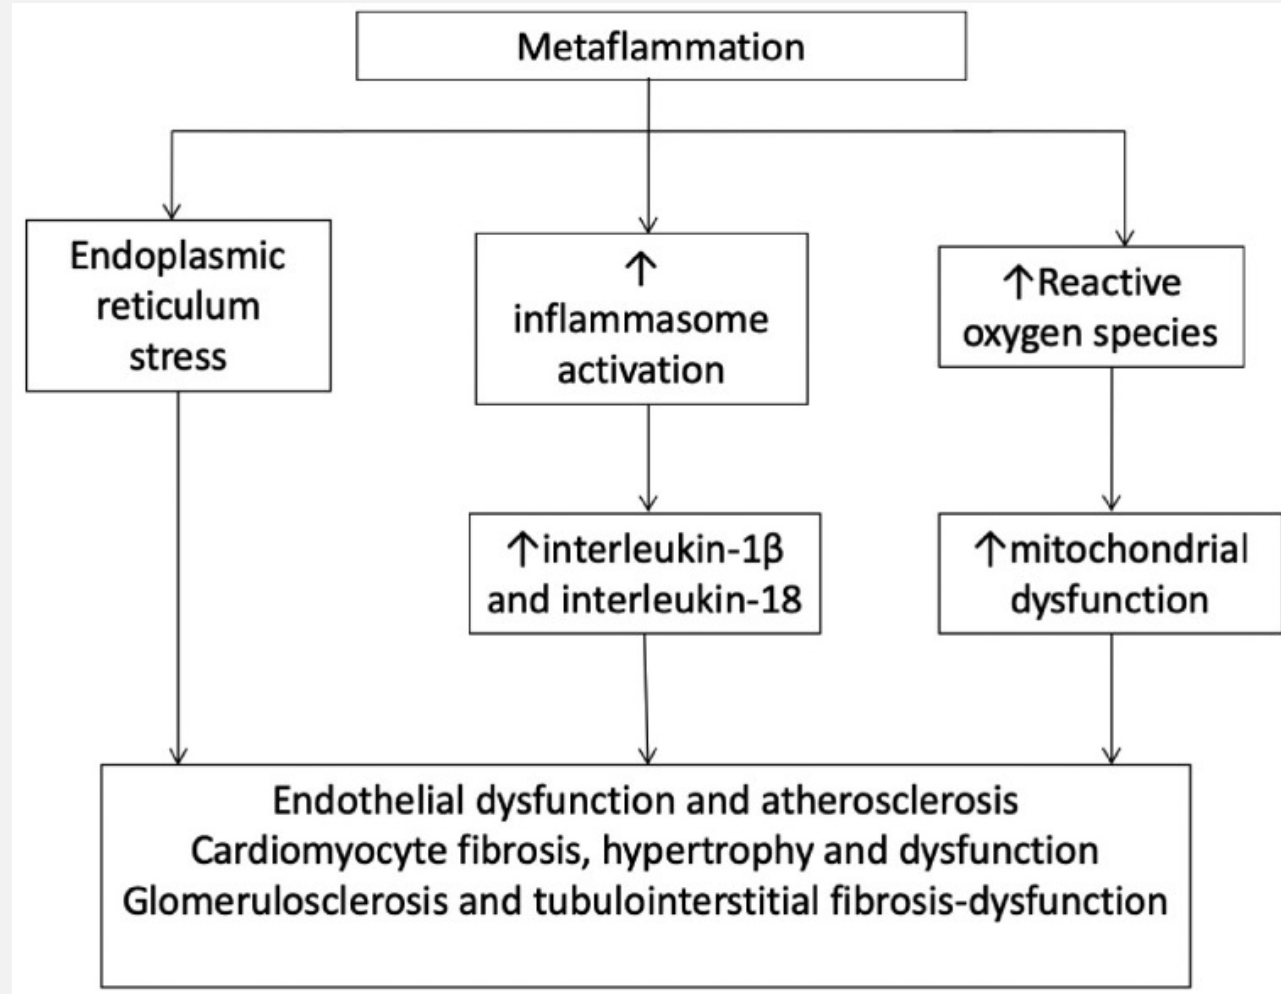 Metaflammation
Endoplasmic
reticulum
stress
↑
inflammasome
activation
↑Reactive
oxygen species
↑interleukin-1β
and interleukin-18
↑mitochondrial
dysfunction
Endothelial dysfunction and atherosclerosis
Cardiomyocyte fibrosis, hypertrophy and dysfunction
Glomerulosclerosis and tubulointerstitial fibrosis-dysfunction